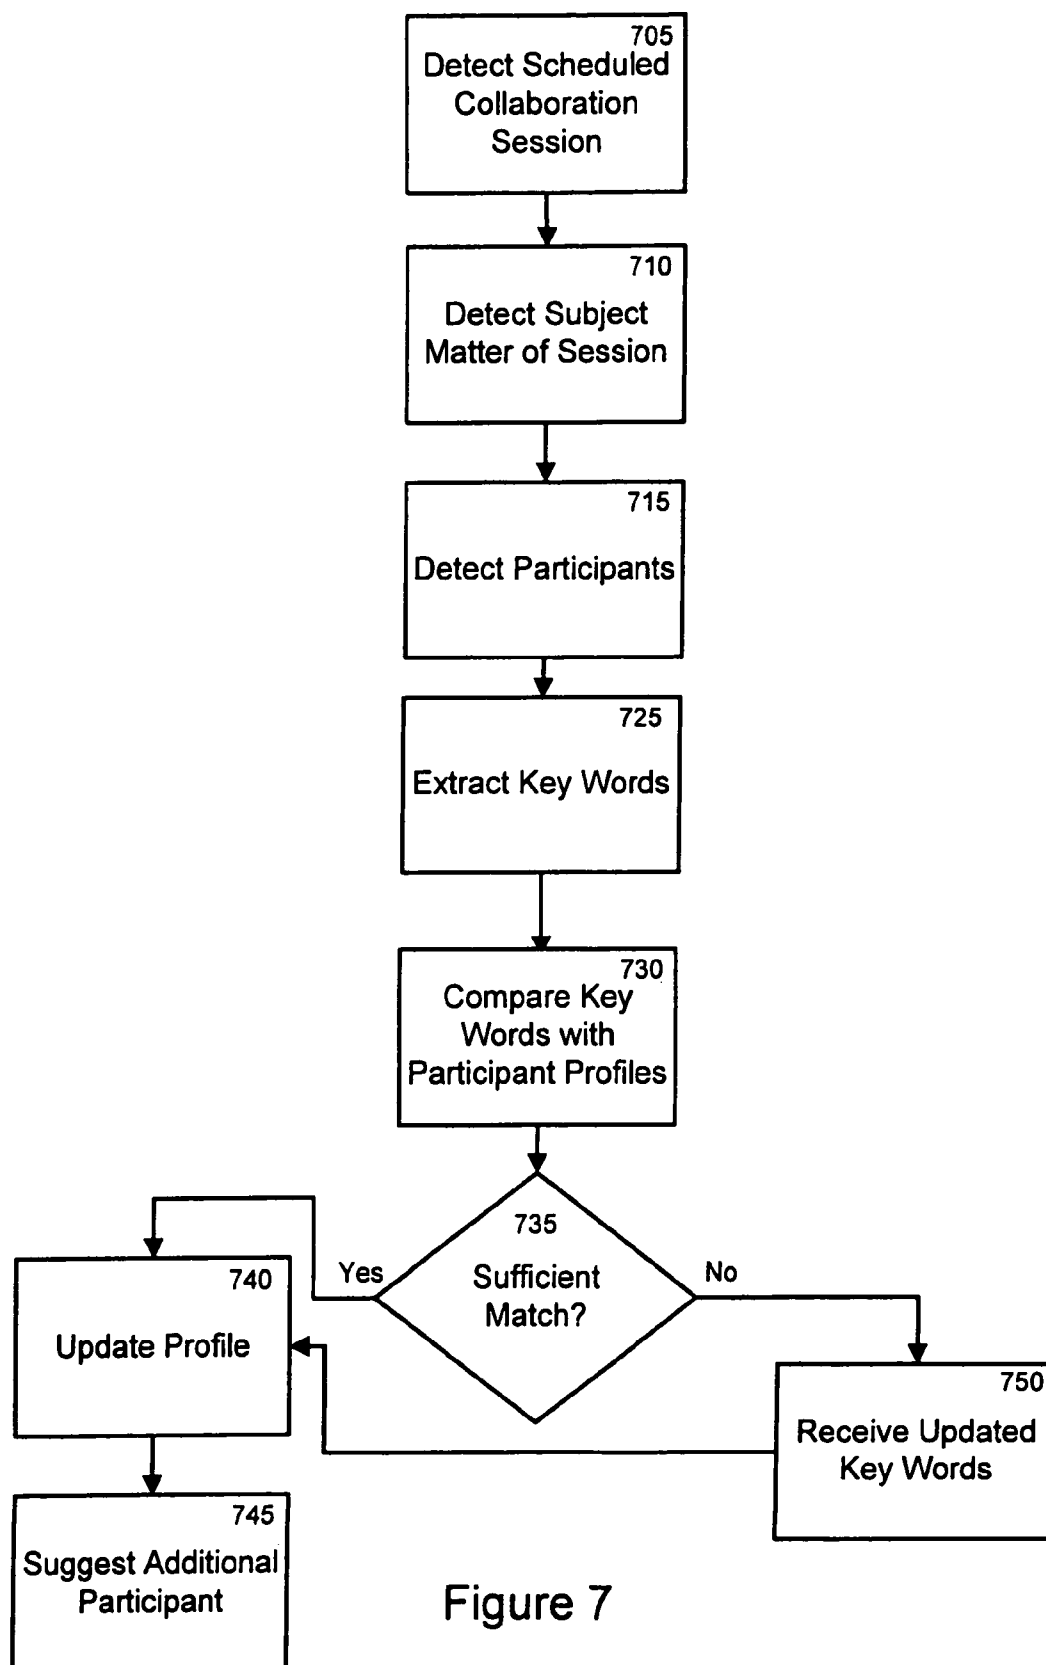 705
Detect Scheduled
Collaboration
Session
710
Detect Subject
Matter of Session
715
Detect Participants
725
Extract Key Words
730
Compare Key
Words with
Participant Profiles
735
Sufficient
Match?
Yes
No
740
Update Profile
750
Receive Updated
Key Words
745
Suggest Additional
Participant
Figure 7